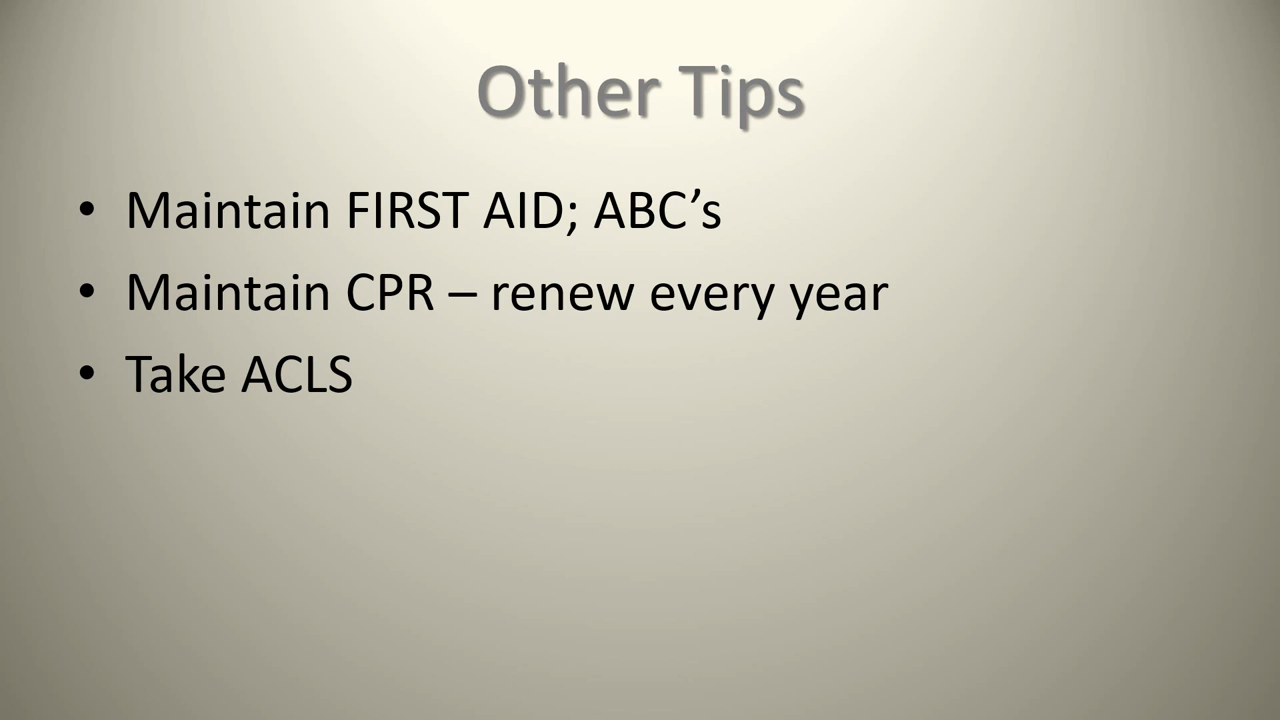 Other Tips
• Maintain FIRST AID; ABC’s
• Maintain CPR – renew every year
• Take ACLS